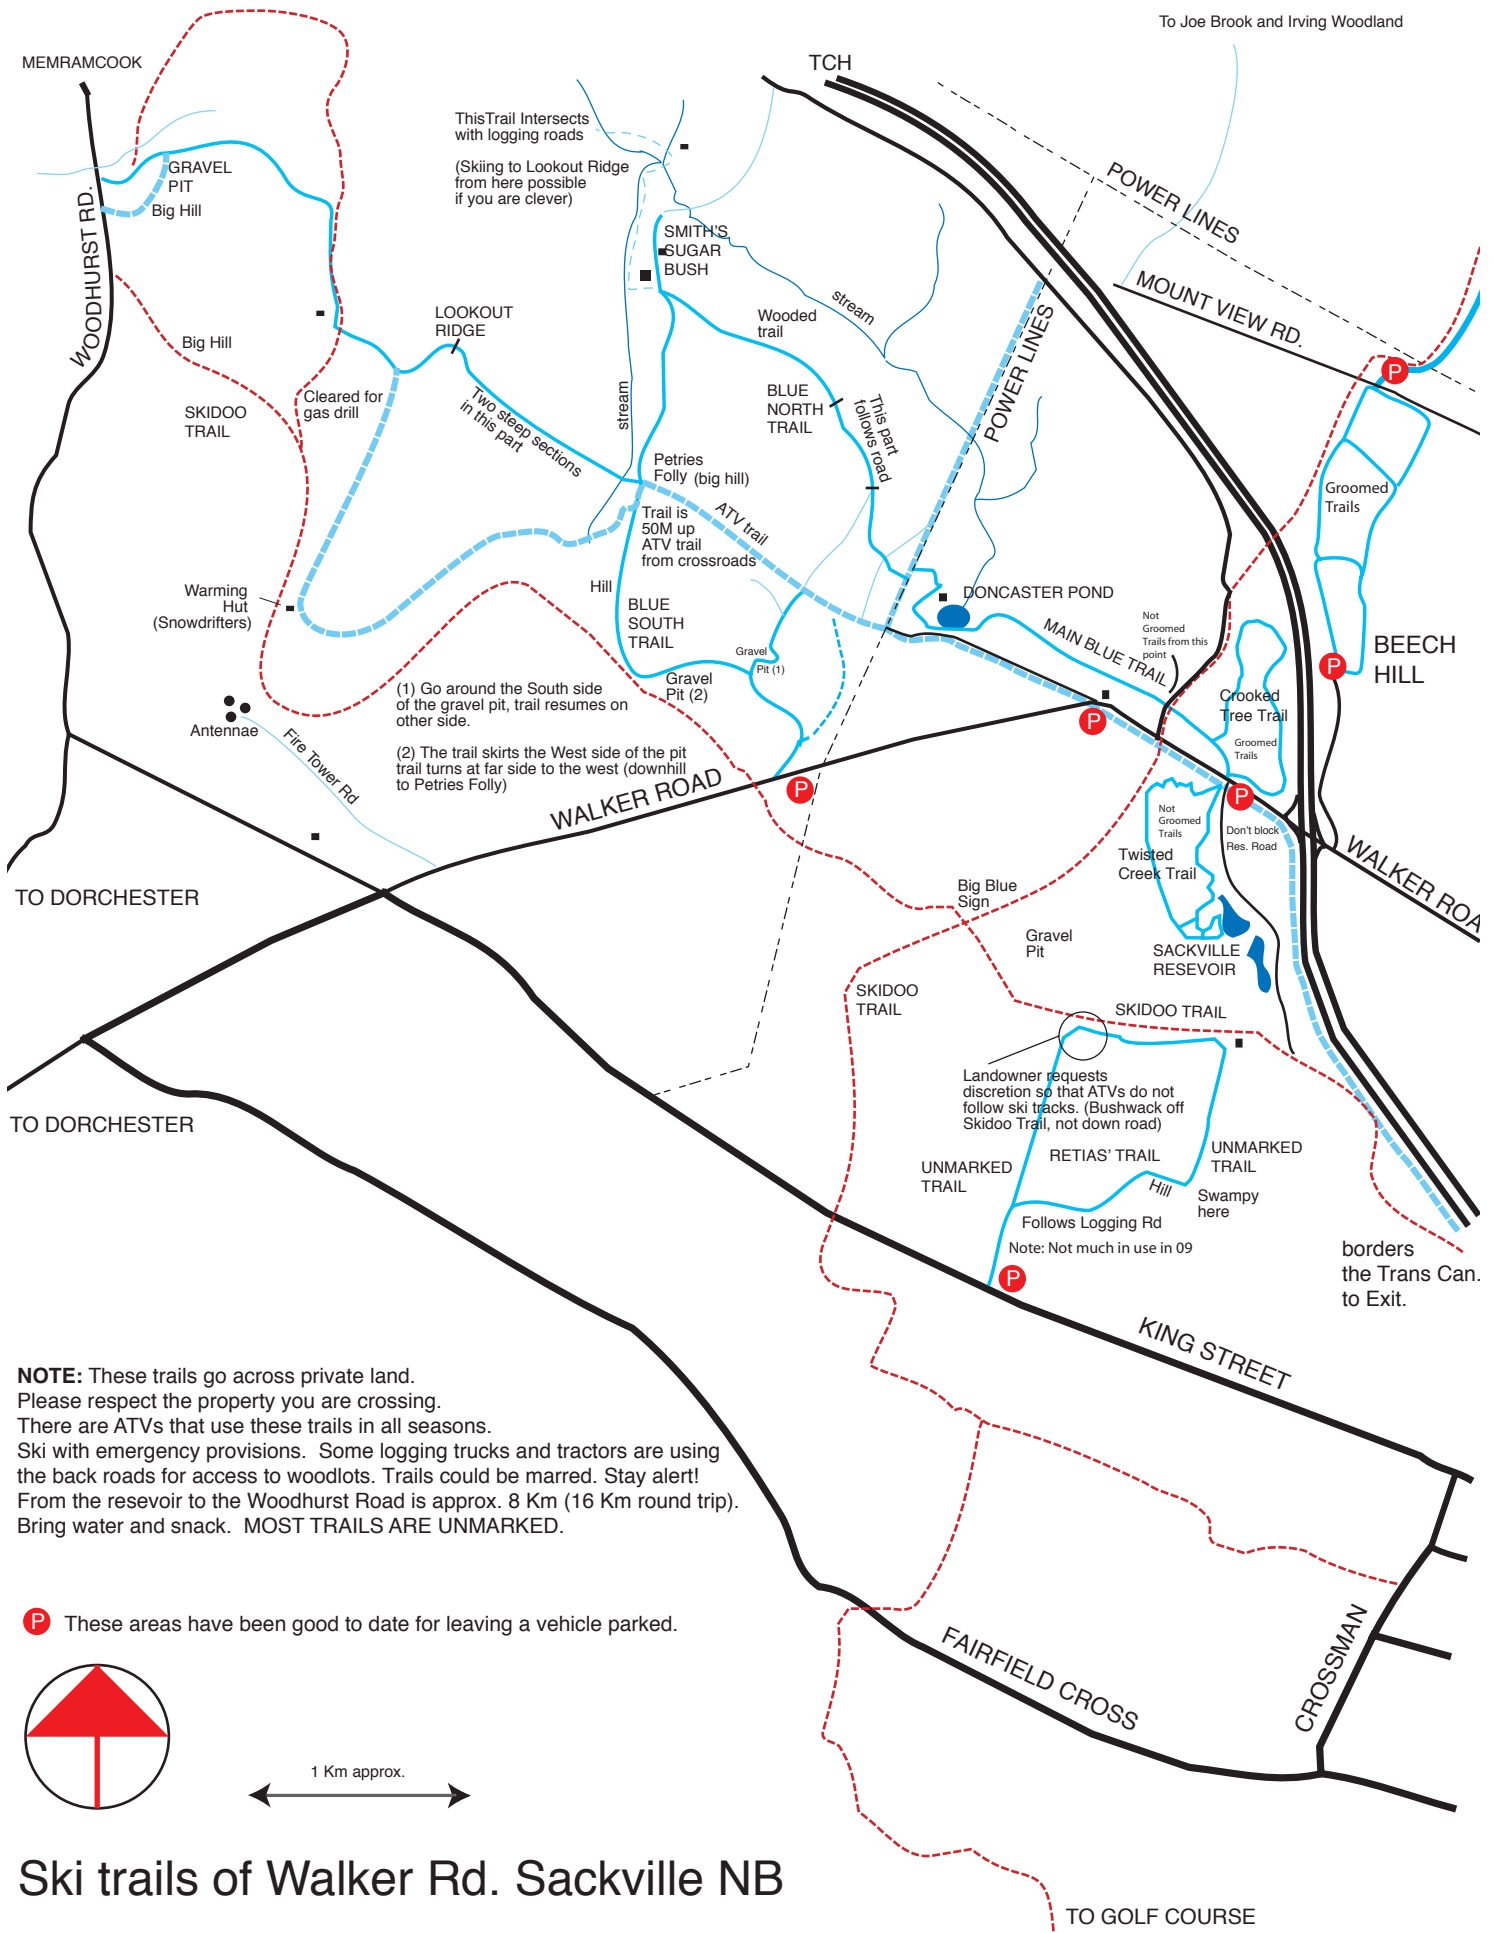 To Joe Brook and Irving Woodland
MEMRAMCOOK
TCH
ThisTrail Intersects
with logging roads
(Skiing to Lookout Ridge
from here possible
if you are clever)
GRAVEL
PIT
Big Hill
WOODHURST RD.
POWER LINES
SMITH'S
SUGAR
BUSH
MOUNT VIEW RD.
LOOKOUT
RIDGE
Wooded
trail
stream
POWER LINES
Big Hill
P
SKIDOO
TRAIL
Cleared for
gas drill
Two steep sections
in this part
stream
BLUE
NORTH
TRAIL
This part
follows road
Petries
Folly (big hill)
Groomed
Trails
Trail is
50M up
ATV trail
from crossroads
ATV trail
Warming
Hut
(Snowdrifters)
Hill
BLUE
SOUTH
TRAIL
DONCASTER POND
MAIN BLUE TRAIL
Not
Groomed
Trails from this
point
BEECH
HILL
P
Gravel
Pit (1)
Gravel
Pit (2)
Crooked
Tree Trail
Groomed
Trails
(1) Go around the South side
of the gravel pit, trail resumes on
other side.
(2) The trail skirts the West side of the pit
trail turns at far side to the west (downhill
to Petries Folly)
Antennae
Fire Tower Rd
P
P
P
WALKER ROAD
Not
Groomed
Trails
Don't block
Res. Road
Twisted
Creek Trail
WALKER ROA
TO DORCHESTER
Big Blue
Sign
Gravel
Pit
SACKVILLE
RESEVOIR
SKIDOO
TRAIL
SKIDOO TRAIL
Landowner requests
discretion so that ATVs do not
follow ski tracks. (Bushwack off
Skidoo Trail, not down road)
TO DORCHESTER
RETIAS' TRAIL
UNMARKED
TRAIL
UNMARKED
TRAIL
Hill
Swampy
here
Follows Logging Rd
Note: Not much in use in 09
P
borders
the Trans Can.
to Exit.
KING STREET
NOTE: These trails go across private land.
Please respect the property you are crossing.
There are ATVs that use these trails in all seasons.
Ski with emergency provisions. Some logging trucks and tractors are using
the back roads for access to woodlots. Trails could be marred. Stay alert!
From the resevoir to the Woodhurst Road is approx. 8 Km (16 Km round trip).
Bring water and snack. MOST TRAILS ARE UNMARKED.
P These areas have been good to date for leaving a vehicle parked.
FAIRFIELD CROSS
CROSSMAN
1 Km approx.
Ski trails of Walker Rd. Sackville NB
TO GOLF COURSE